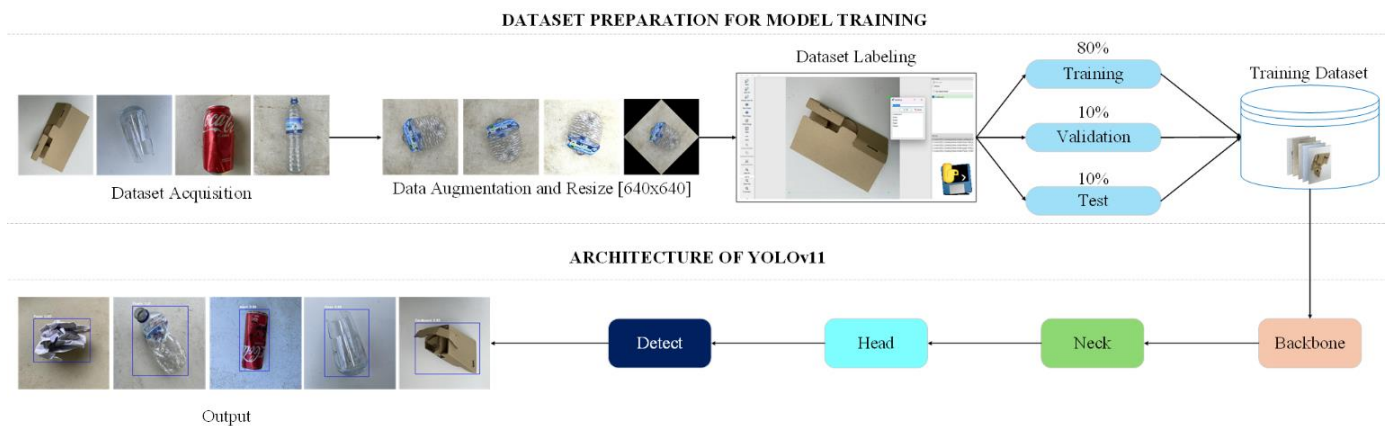 DATASET PREPARATION FOR MODEL TRAINING
Dataset Acquisition
Data Augmentation and Resize [640x640]
Dataset Labeling
80%
Training
10%
Validation
10%
Test
Training Dataset
ARCHITECTURE OF YOLOv11
Backbone
Neck
Head
Detect
Output